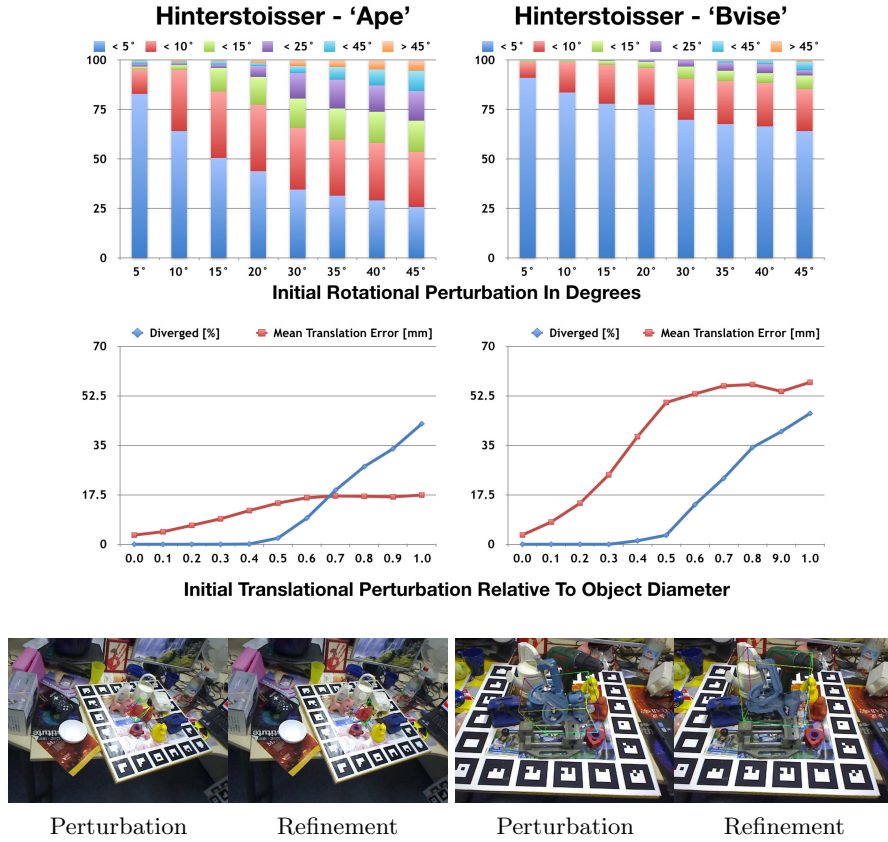 Hinterstoisser - ‘Ape’
Hinterstoisser - ‘Bvise’
< 5˚ < 10˚ < 15˚ < 25˚ < 45˚ > 45˚
< 5˚ < 10˚ < 15˚ < 25˚ < 45˚ > 45˚
100
75
50
25
0
5˚ 10˚ 15˚ 20˚ 30˚ 35˚ 40˚ 45˚
100
75
50
25
0
5˚ 10˚ 15˚ 20˚ 30˚ 35˚ 40˚ 45˚
Initial Rotational Perturbation In Degrees
Diverged [%] Mean Translation Error [mm]
70
52.5
35
17.5
0
0.0 0.1 0.2 0.3 0.4 0.5 0.6 0.7 0.8 0.9 1.0
Diverged [%] Mean Translation Error [mm]
70
52.5
35
17.5
0
0.0 0.1 0.2 0.3 0.4 0.5 0.6 0.7 0.8 9.0 1.0
Initial Translational Perturbation Relative To Object Diameter
Perturbation Refinement Perturbation Refinement